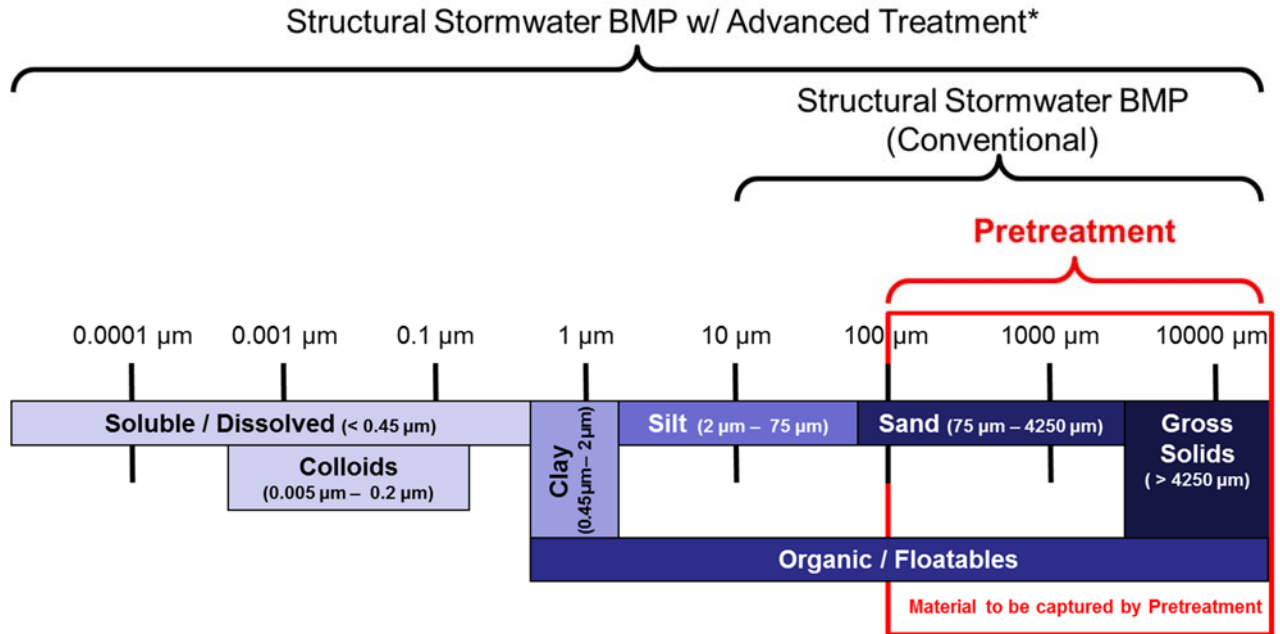 Structural Stormwater BMP w/ Advanced Treatment*
Structural Stormwater BMP
(Conventional)
Pretreatment
0.0001 µm
0.001 µm
0.1 µm
1 µm
10 µm
100 µm
1000 µm
10000 µm
Soluble / Dissolved (< 0.45 µm)
Colloids
(0.005 µm – 0.2 µm)
Clay
(0.45µm– 2µm)
Silt (2 µm – 75 µm)
Sand (75 µm – 4250 µm)
Gross
Solids
( > 4250 µm)
Organic / Floatables
Material to be captured by Pretreatment